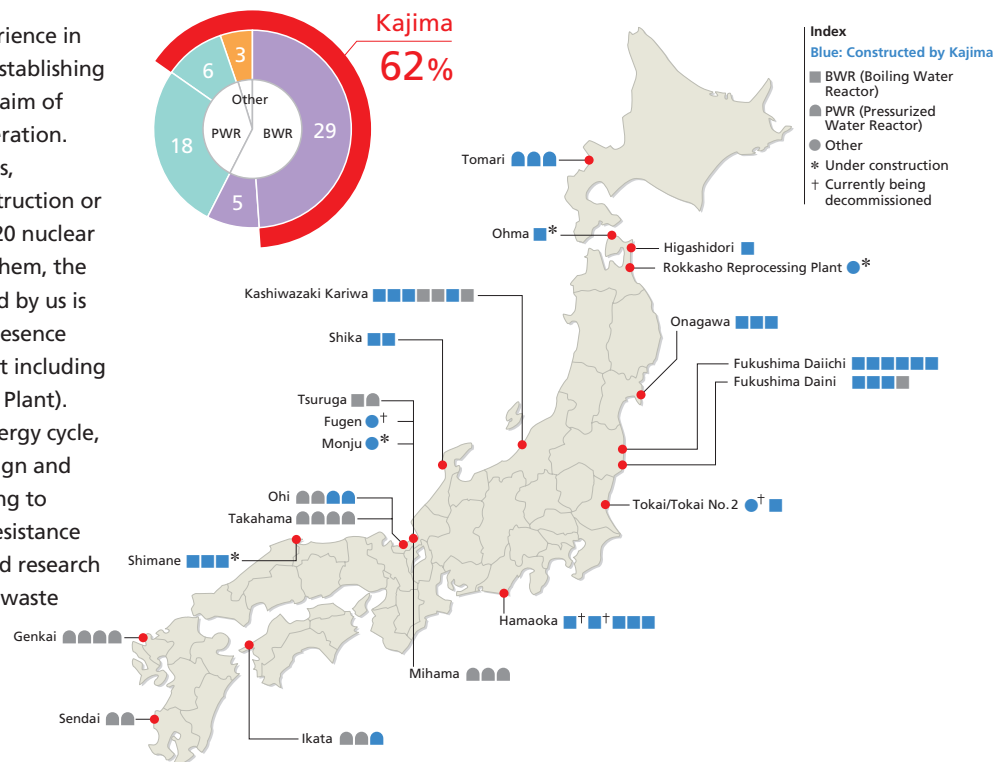 rience in
stablishing
aim of
eration.
s,
truction or
20 nuclear
hem, the
d by us is
esence
t including
Plant).
ergy cycle,
ign and
ng to
esistance
d research
waste
Kajima
62%
3
6
Other
29
PWR
BWR
18
5
Index
Blue: Constructed by Kajima
BWR (Boiling Water
Reactor)
PWR (Pressurized
Water Reactor)
Other
* Under construction
† Currently being
decommissioned
Tomari
Ohma *
Higashidori
Rokkasho Reprocessing Plant *
Kashiwazaki Kariwa
Onagawa
Shika
Fukushima Daiichi
Fukushima Daini
Tsuruga
Fugen †
Monju *
Ohi
Takahama
Tokai/Tokai No.2 †
Shimane *
Hamaoka † †
Genkai
Mihama
Sendai
Ikata